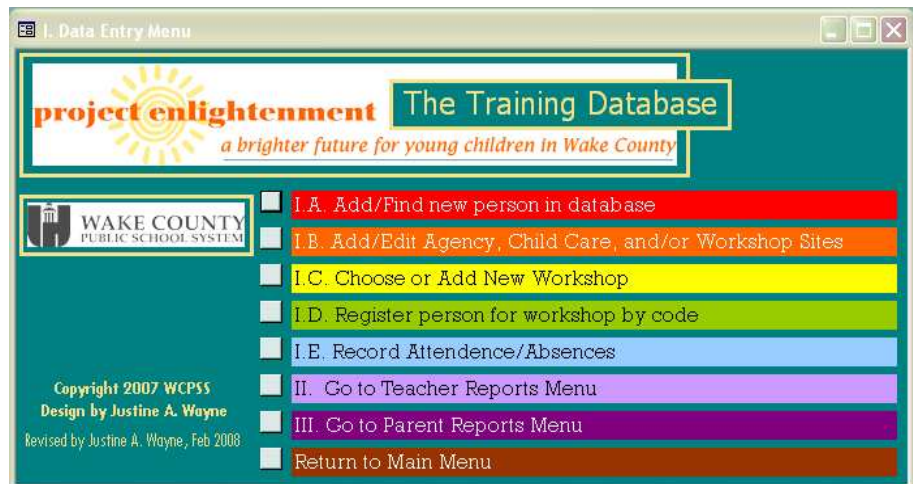 I. Data Entry Menu
project enlightenment
The Training Database
a brighter future for young children in Wake County
WAKE COUNTY
PUBLIC SCHOOL SYSTEM
I.A. Add/Find new person in database
I.B. Add/Edit Agency, Child Care, and/or Workshop Sites
I.C. Choose or Add New Workshop
I.D. Register person for workshop by code
I.E. Record Attendence/Absences
II.  Go to Teacher Reports Menu
III. Go to Parent Reports Menu
Return to Main Menu
Copyright 2007 WCPSS
Design by Justine A. Wayne
Revised by Justine A. Wayne, Feb 2008